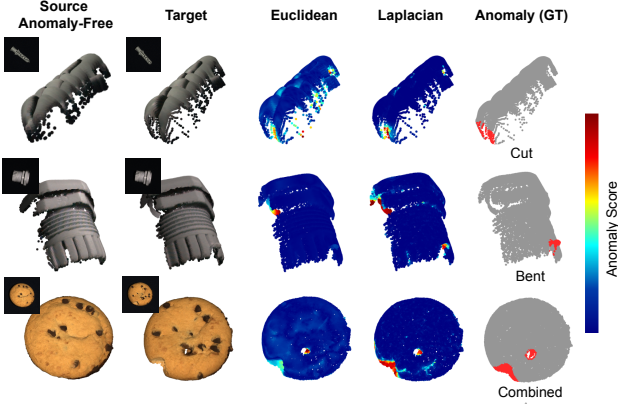 Source
Anomaly-Free
Target
Euclidean
Laplacian
Anomaly (GT)
Cut
Bent
Combined
Anomaly Score